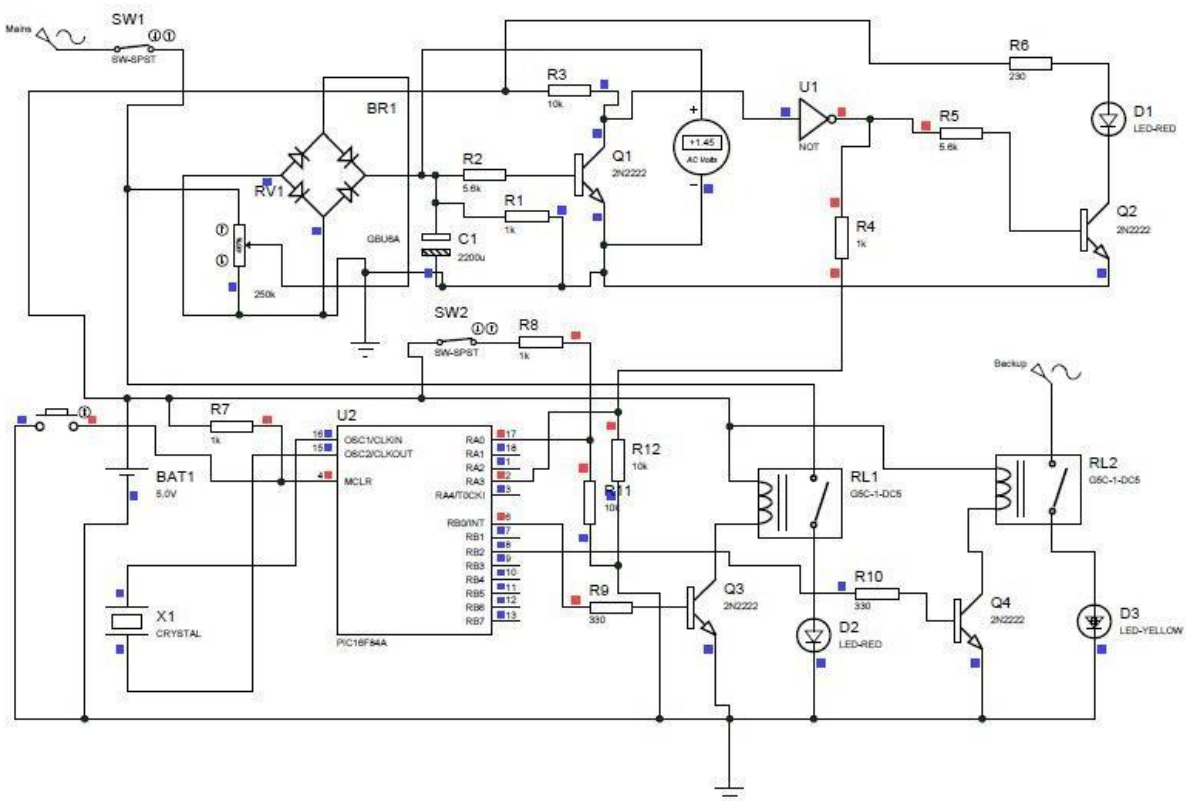 Mains
SW1
SW-SPST
BR1
GBU6A
RV1
250k
R3
10k
R2
5.6k
R1
1k
C1
2200u
Q1
2N2222
+
+1.45
AC Volts
U1
NOT
R4
1k
R5
5.6k
R6
230
D1
LED-RED
Q2
2N2222
SW2
SW-SPST
R8
1k
Backup
R7
1k
BAT1
5.0V
X1
CRYSTAL
U2
16 OSC1/CLKIN
15 OSC2/CLKOUT
4 MCLR
RA0 17
RA1 18
RA2 1
RA3 2
RA4/T0CKI 3
RB0/INT 6
RB1 7
RB2 8
RB3 9
RB4 10
RB5 11
RB6 12
RB7 13
PIC16F84A
R12
10k
R11
R9
330
Q3
2N2222
RL1
G5C-1-DC5
D2
LED-RED
R10
330
Q4
2N2222
RL2
G5C-1-DC5
D3
LED-YELLOW